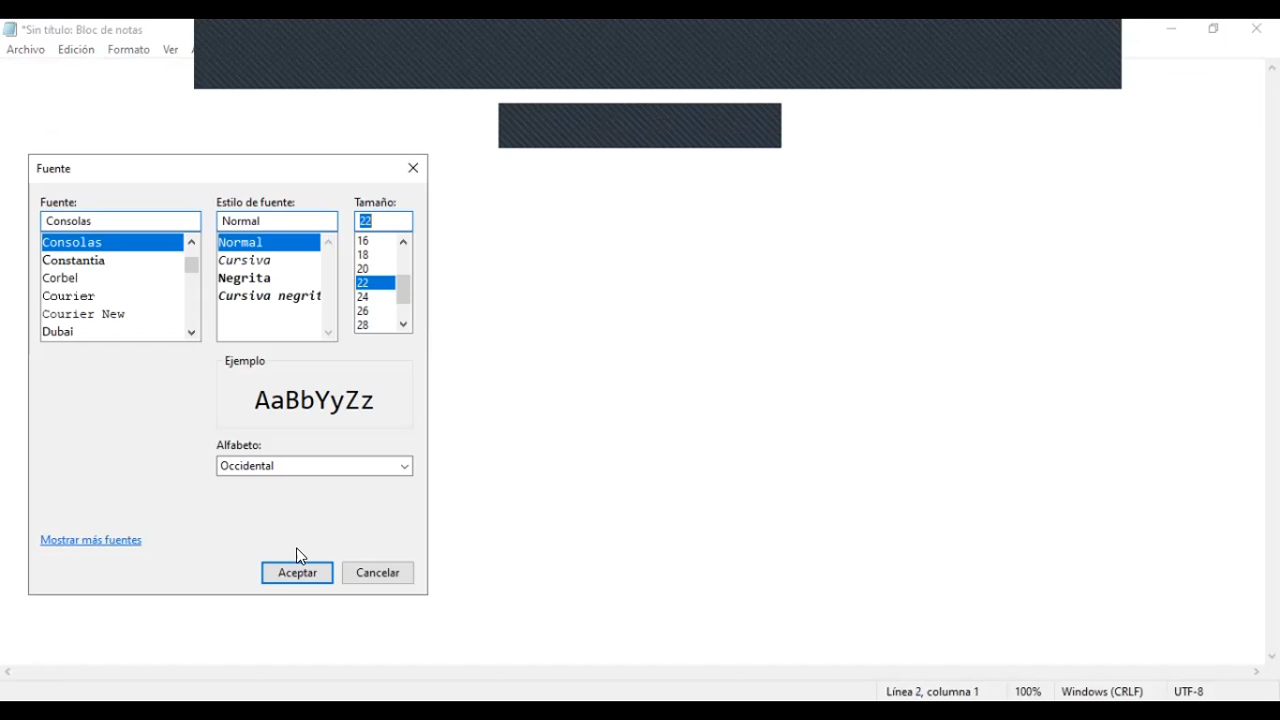 *Sin título: Bloc de notas
Archivo Edición Formato Ver
Fuente
Fuente: Estilo de fuente: Tamaño:
Consolas Normal 22
Consolas Normal 16
Constantia Cursiva 18
Corbel Negrita 20
Courier Cursiva negrit 22
Courier New 24
Dubai 26
28
Ejemplo
AaBbYyZz
Alfabeto:
Occidental
Mostrar más fuentes
Aceptar Cancelar
Línea 2, columna 1 100% Windows (CRLF) UTF-8